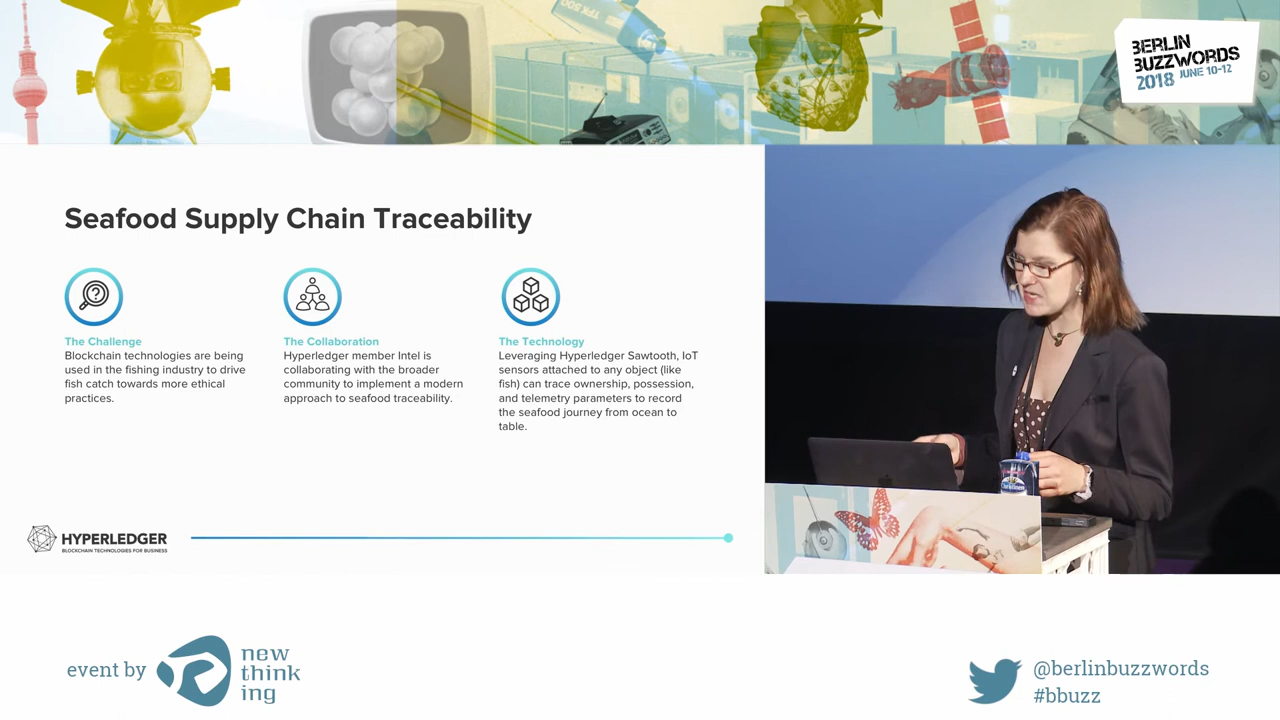 TFK 500
BERLIN
BUZZWORDS
2018 JUNE 10-12
Seafood Supply Chain Traceability
The Challenge
Blockchain technologies are being
used in the fishing industry to drive
fish catch towards more ethical
practices.
The Collaboration
Hyperledger member Intel is
collaborating with the broader
community to implement a modern
approach to seafood traceability.
The Technology
Leveraging Hyperledger Sawtooth, IoT
sensors attached to any object (like
fish) can trace ownership, possession,
and telemetry parameters to record
the seafood journey from ocean to
table.
HYPERLEDGER
BLOCKCHAIN TECHNOLOGIES FOR BUSINESS
Christinen
event by
new
think
ing
@berlinbuzzwords
#bbuzz